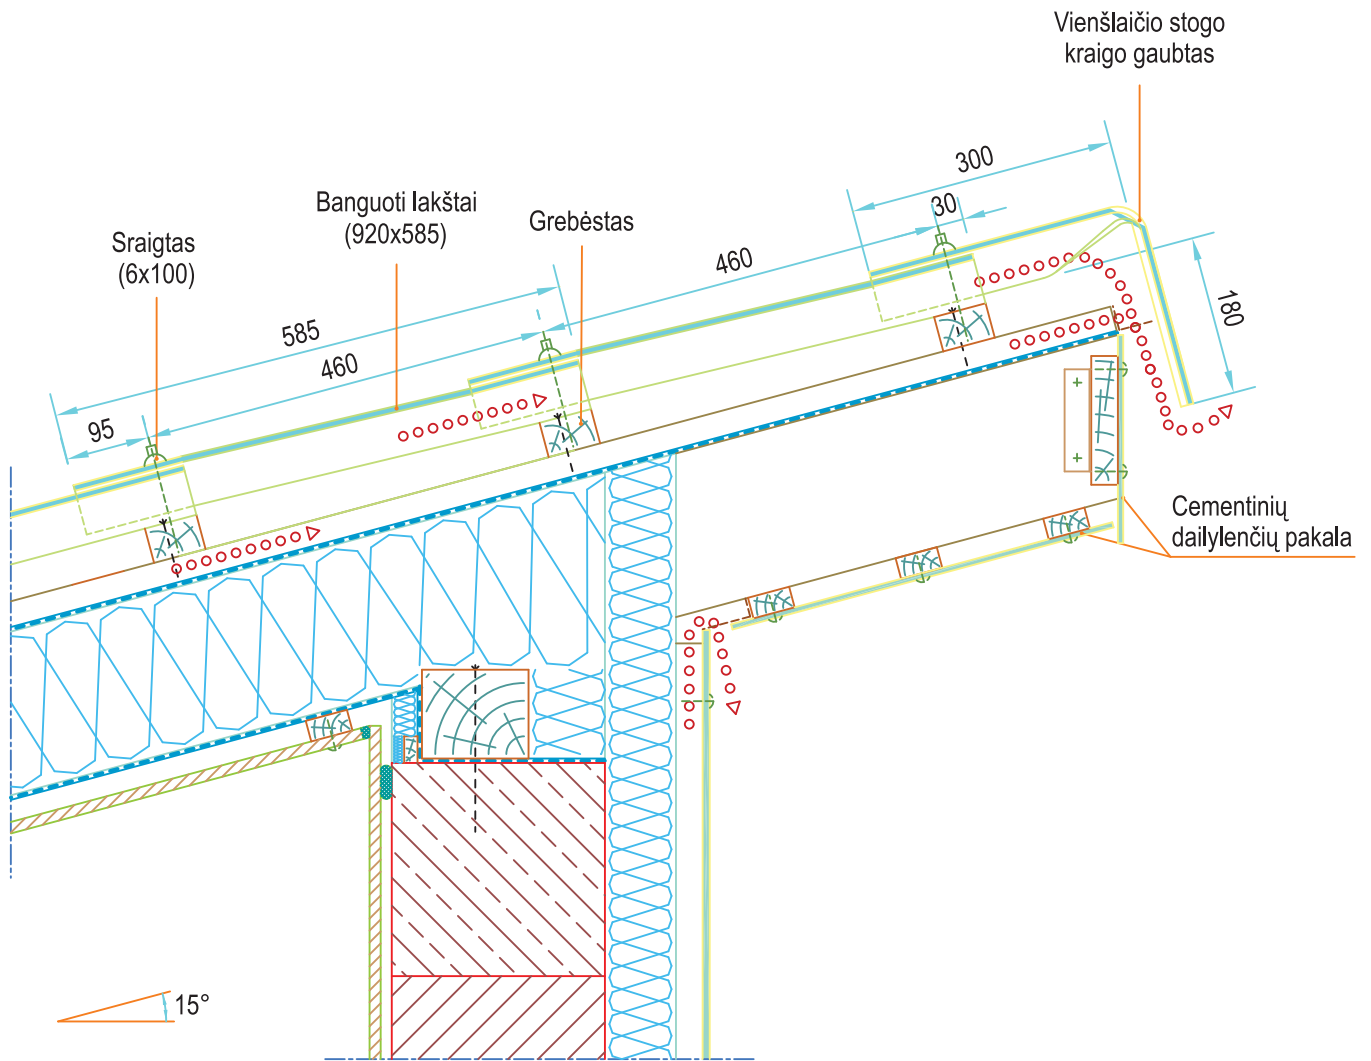 Vienšlaičio stogo
kraigo gaubtas
300
30
Banguoti lakštai
(920x585)
Grebėstas
Sraigtas
(6x100)
460
180
585
460
95
Cementinių
dailylenčių pakala
15°